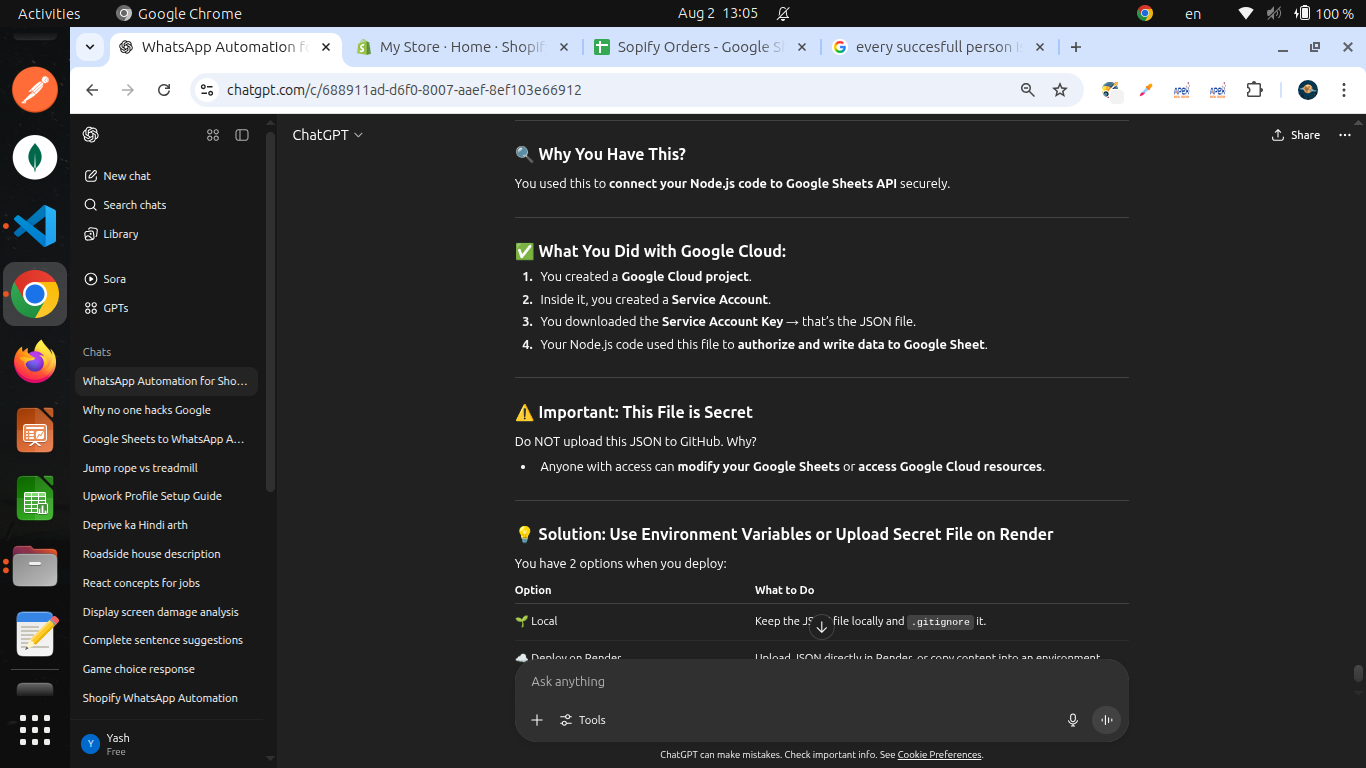 Activities
Google Chrome
Aug 2 13:05
en
100 %
WhatsApp Automation fo
My Store · Home · Shopif
Sopify Orders - Google S
every succesfull person i
chatgpt.com/c/688911ad-d6f0-8007-aaef-8ef103e66912
APEX
APEX
ChatGPT
Share
New chat
Search chats
Library
Sora
GPTs
Chats
WhatsApp Automation for Sho...
Why no one hacks Google
Google Sheets to WhatsApp A...
Jump rope vs treadmill
Upwork Profile Setup Guide
Deprive ka Hindi arth
Roadside house description
React concepts for jobs
Display screen damage analysis
Complete sentence suggestions
Game choice response
Shopify WhatsApp Automation
Y
Yash
Free
🔍 Why You Have This?
You used this to connect your Node.js code to Google Sheets API securely.
✅ What You Did with Google Cloud:
1. You created a Google Cloud project.
2. Inside it, you created a Service Account.
3. You downloaded the Service Account Key → that's the JSON file.
4. Your Node.js code used this file to authorize and write data to Google Sheet.
⚠️ Important: This File is Secret
Do NOT upload this JSON to GitHub. Why?
• Anyone with access can modify your Google Sheets or access Google Cloud resources.
💡 Solution: Use Environment Variables or Upload Secret File on Render
You have 2 options when you deploy:
Option What to Do
🌱 Local Keep the JS file locally and .gitignore it.
☁️ Deploy on Render Upload JSON directly in Render, or copy content into an environment
Ask anything
Tools
ChatGPT can make mistakes. Check important info. See Cookie Preferences.